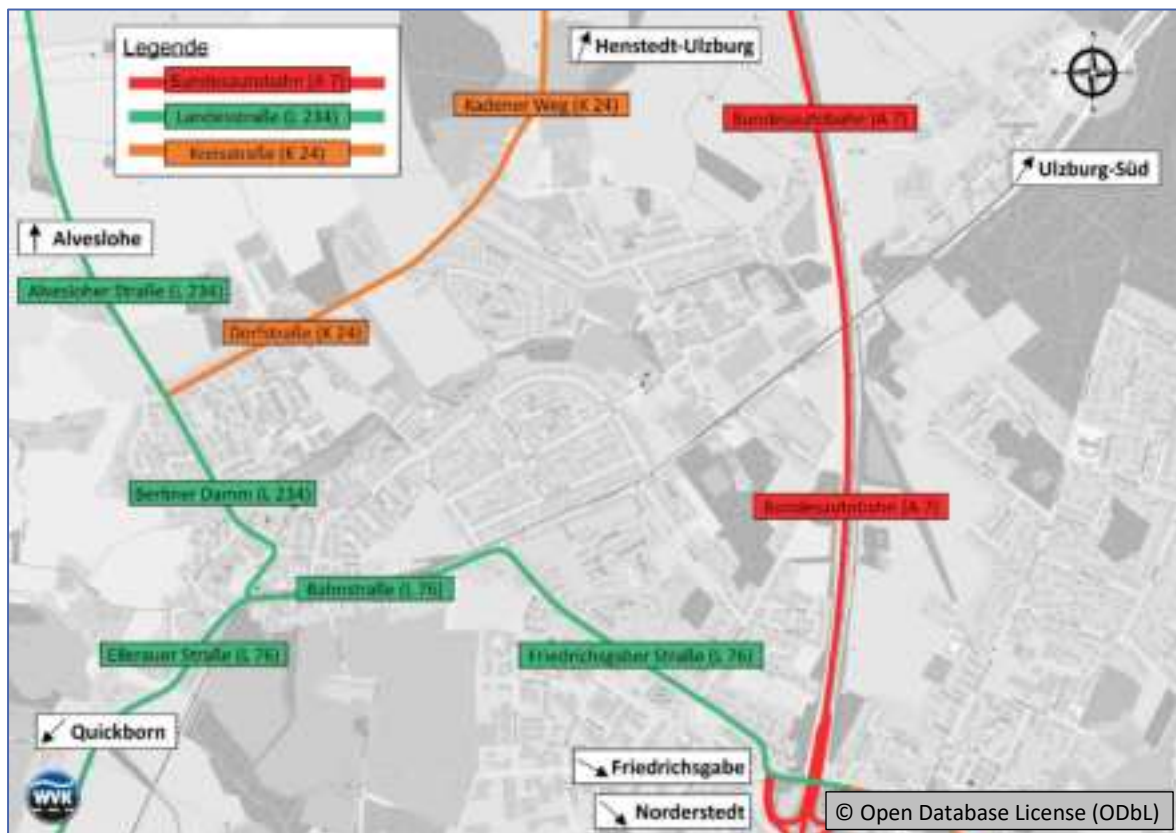 Legende
Bundesautobahn (A 7)
Landesstraße (L 234)
Kreisstraße (K 24)
Henstedt-Ulzburg
Kadener Weg (K 24)
Bundesautobahn (A 7)
Ulzburg-Süd
Alveslohe
Alvesloher Straße (L 234)
Dorfstraße (K 24)
Berliner Damm (L 234)
Bundesautobahn (A 7)
Bahnstraße (L 76)
Ellerauer Straße (L 76)
Friedrichsgaber Straße (L 76)
Quickborn
Friedrichsgabe
WVK
Norderstedt
© Open Database License (ODbL)